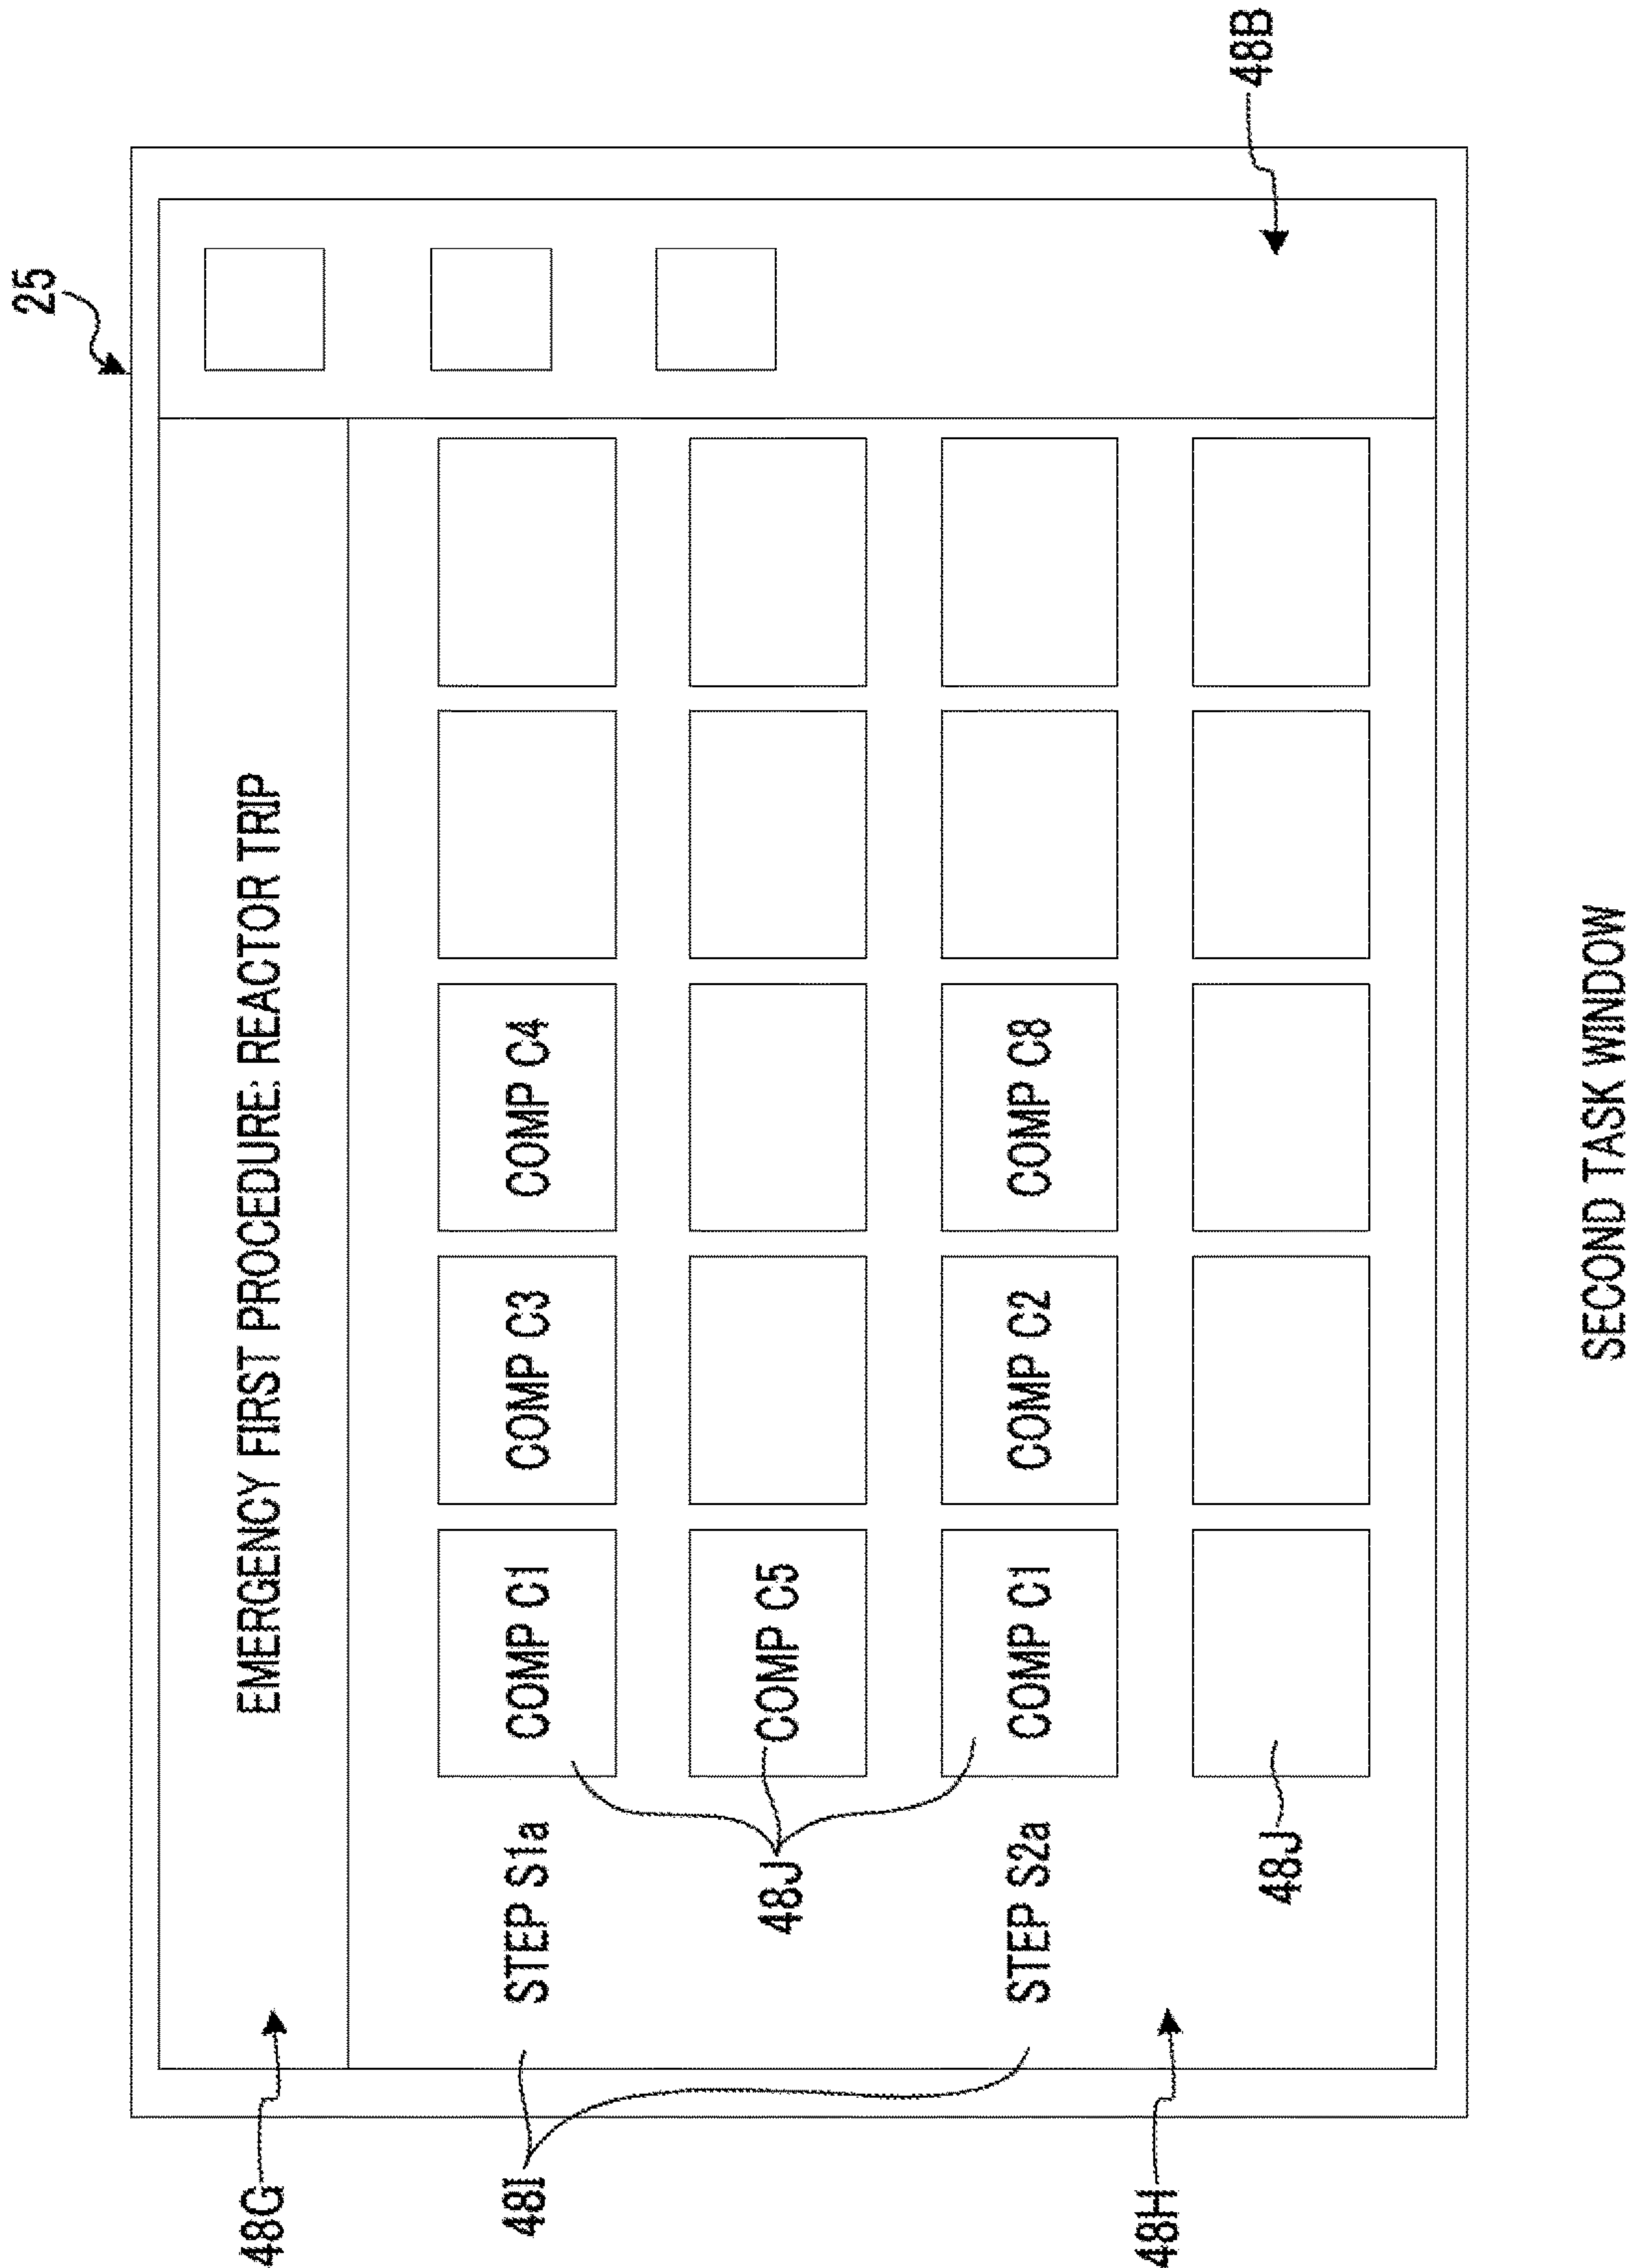 25
48B
48G
EMERGENCY FIRST PROCEDURE: REACTOR TRIP
48I
STEP S1a
COMP C1
COMP C3
COMP C4
48J
COMP C5
STEP S2a
COMP C1
COMP C2
COMP C8
48H
48J
SECOND TASK WINDOW